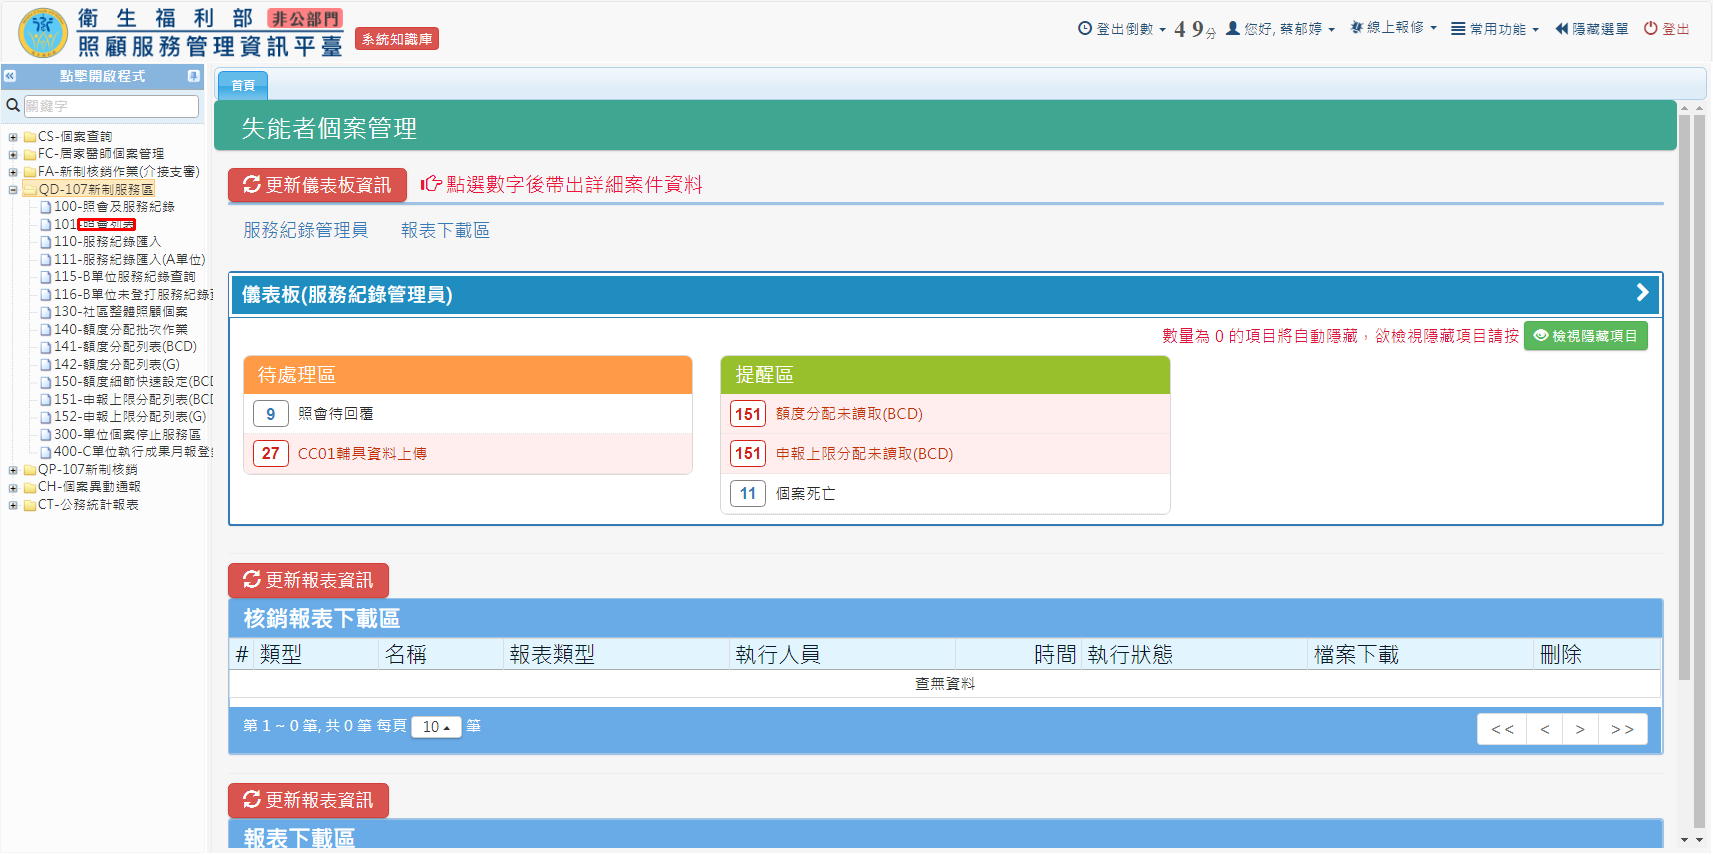 衛生福利部 非公部門
照顧服務管理資訊平臺 系統知識庫
登出倒數 49分 您好, 蔡郁婷 線上報修 常用功能 隱藏選單 登出
點擊開啟程式
關鍵字
CS-個案查詢
FC-居家醫師個案管理
FA-新制核銷作業(介接支審)
QD-107新制服務區
100-照會及服務紀錄
101-照會列表
110-服務紀錄匯入
111-服務紀錄匯入(A單位)
115-B單位服務紀錄查詢
116-B單位未登打服務紀錄
130-社區整體照顧個案
140-額度分配批次作業
141-額度分配列表(BCD)
142-額度分配列表(G)
150-額度細節快速設定(BCD
151-申報上限分配列表(BCD
152-申報上限分配列表(G)
300-單位個案停止服務區
400-C單位執行成果月報登錄
QP-107新制核銷
CH-個案異動通報
CT-公務統計報表
首頁
失能者個案管理
更新儀表板資訊 點選數字後帶出詳細案件資料
服務紀錄管理員 報表下載區
儀表板(服務紀錄管理員)
數量為 0 的項目將自動隱藏，欲檢視隱藏項目請按 檢視隱藏項目
待處理區
9 照會待回覆
27 CC01輔具資料上傳
提醒區
151 額度分配未讀取(BCD)
151 申報上限分配未讀取(BCD)
11 個案死亡
更新報表資訊
核銷報表下載區
# 類型 名稱 報表類型 執行人員 時間 執行狀態 檔案下載 刪除
查無資料
第 1 ~ 0 筆, 共 0 筆 每頁 10 筆
<< < > >>
更新報表資訊
報表下載區